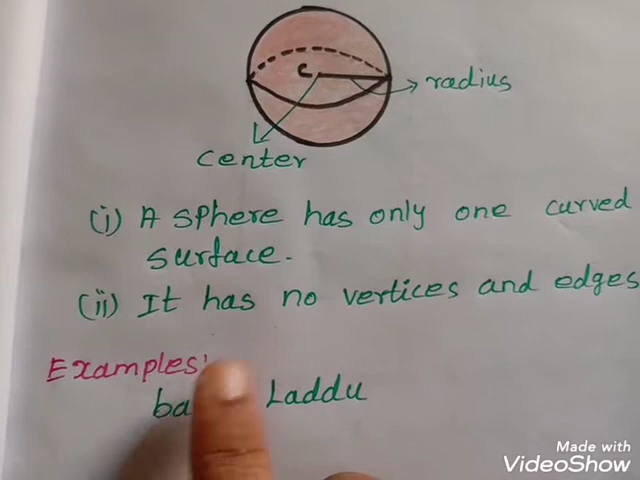 C
radius
center
(i) A sphere has only one curved
surface.
(ii) It has no vertices and edges
Examples:
Laddu
Made with
VideoShow